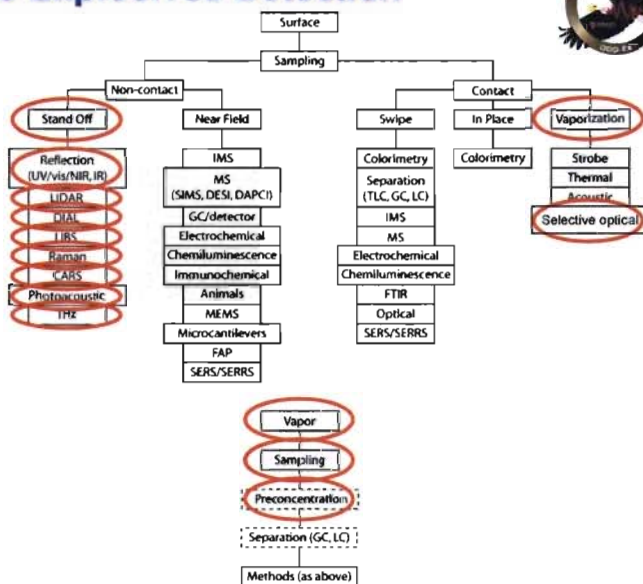 Surface
Sampling
Non-contact
Contact
Stand Off
Near Field
Swipe
In Place
Vaporization
Reflection
(UV/vis/NIR, IR)
LIDAR
DIAL
LIBS
Raman
CARS
Photoacoustic
THz
IMS
MS
(SIMS, DESI, DAPCI)
GC/detector
Electrochemical
Chemiluminescence
Immunochemical
Animals
MEMS
Microcantilevers
FAP
SERS/SERRS
Colorimetry
Separation
(TLC, GC, LC)
IMS
MS
Electrochemical
Chemiluminescence
FTIR
Optical
SERS/SERRS
Colorimetry
Strobe
Thermal
Acoustic
Selective optical
Vapor
Sampling
Preconcentration
Separation (GC, LC)
Methods (as above)